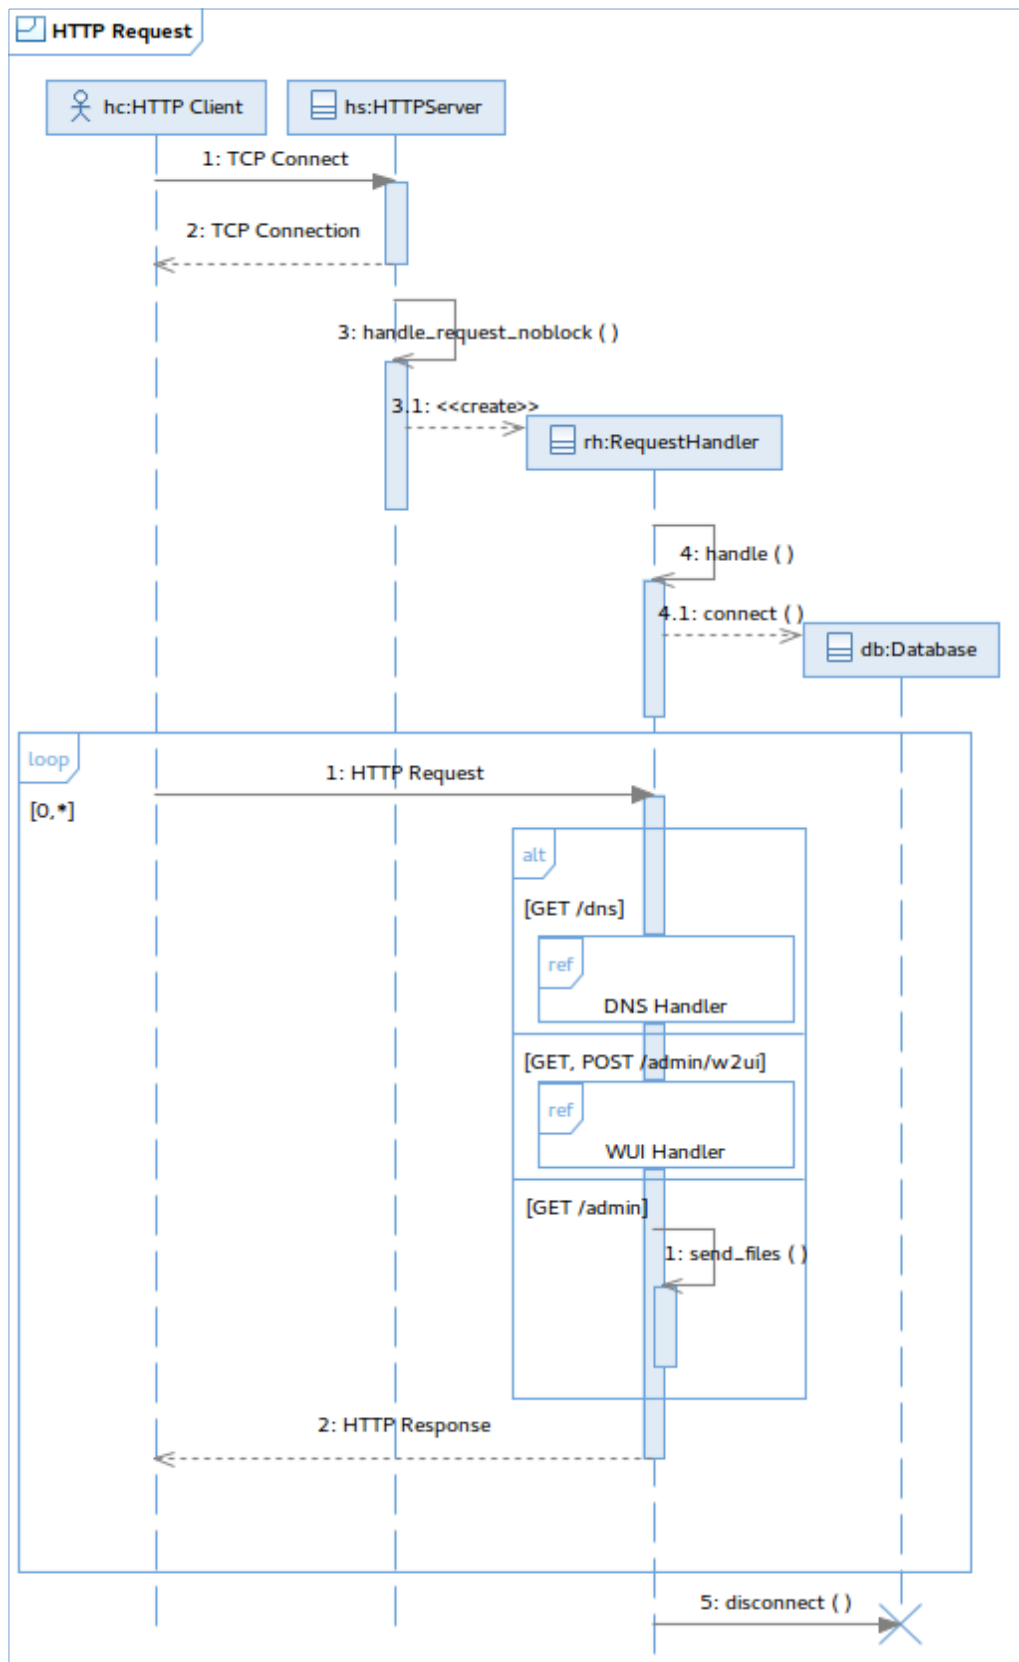 HTTP Request
hc:HTTP Client
hs:HTTPServer
1: TCP Connect
2: TCP Connection
3: handle_request_noblock ( )
3.1: <<create>>
rh:RequestHandler
4: handle ( )
4.1: connect ( )
db:Database
loop
1: HTTP Request
[0,*]
alt
[GET /dns]
ref
DNS Handler
[GET, POST /admin/w2ui]
ref
WUI Handler
[GET /admin]
1: send_files ( )
2: HTTP Response
5: disconnect ( )